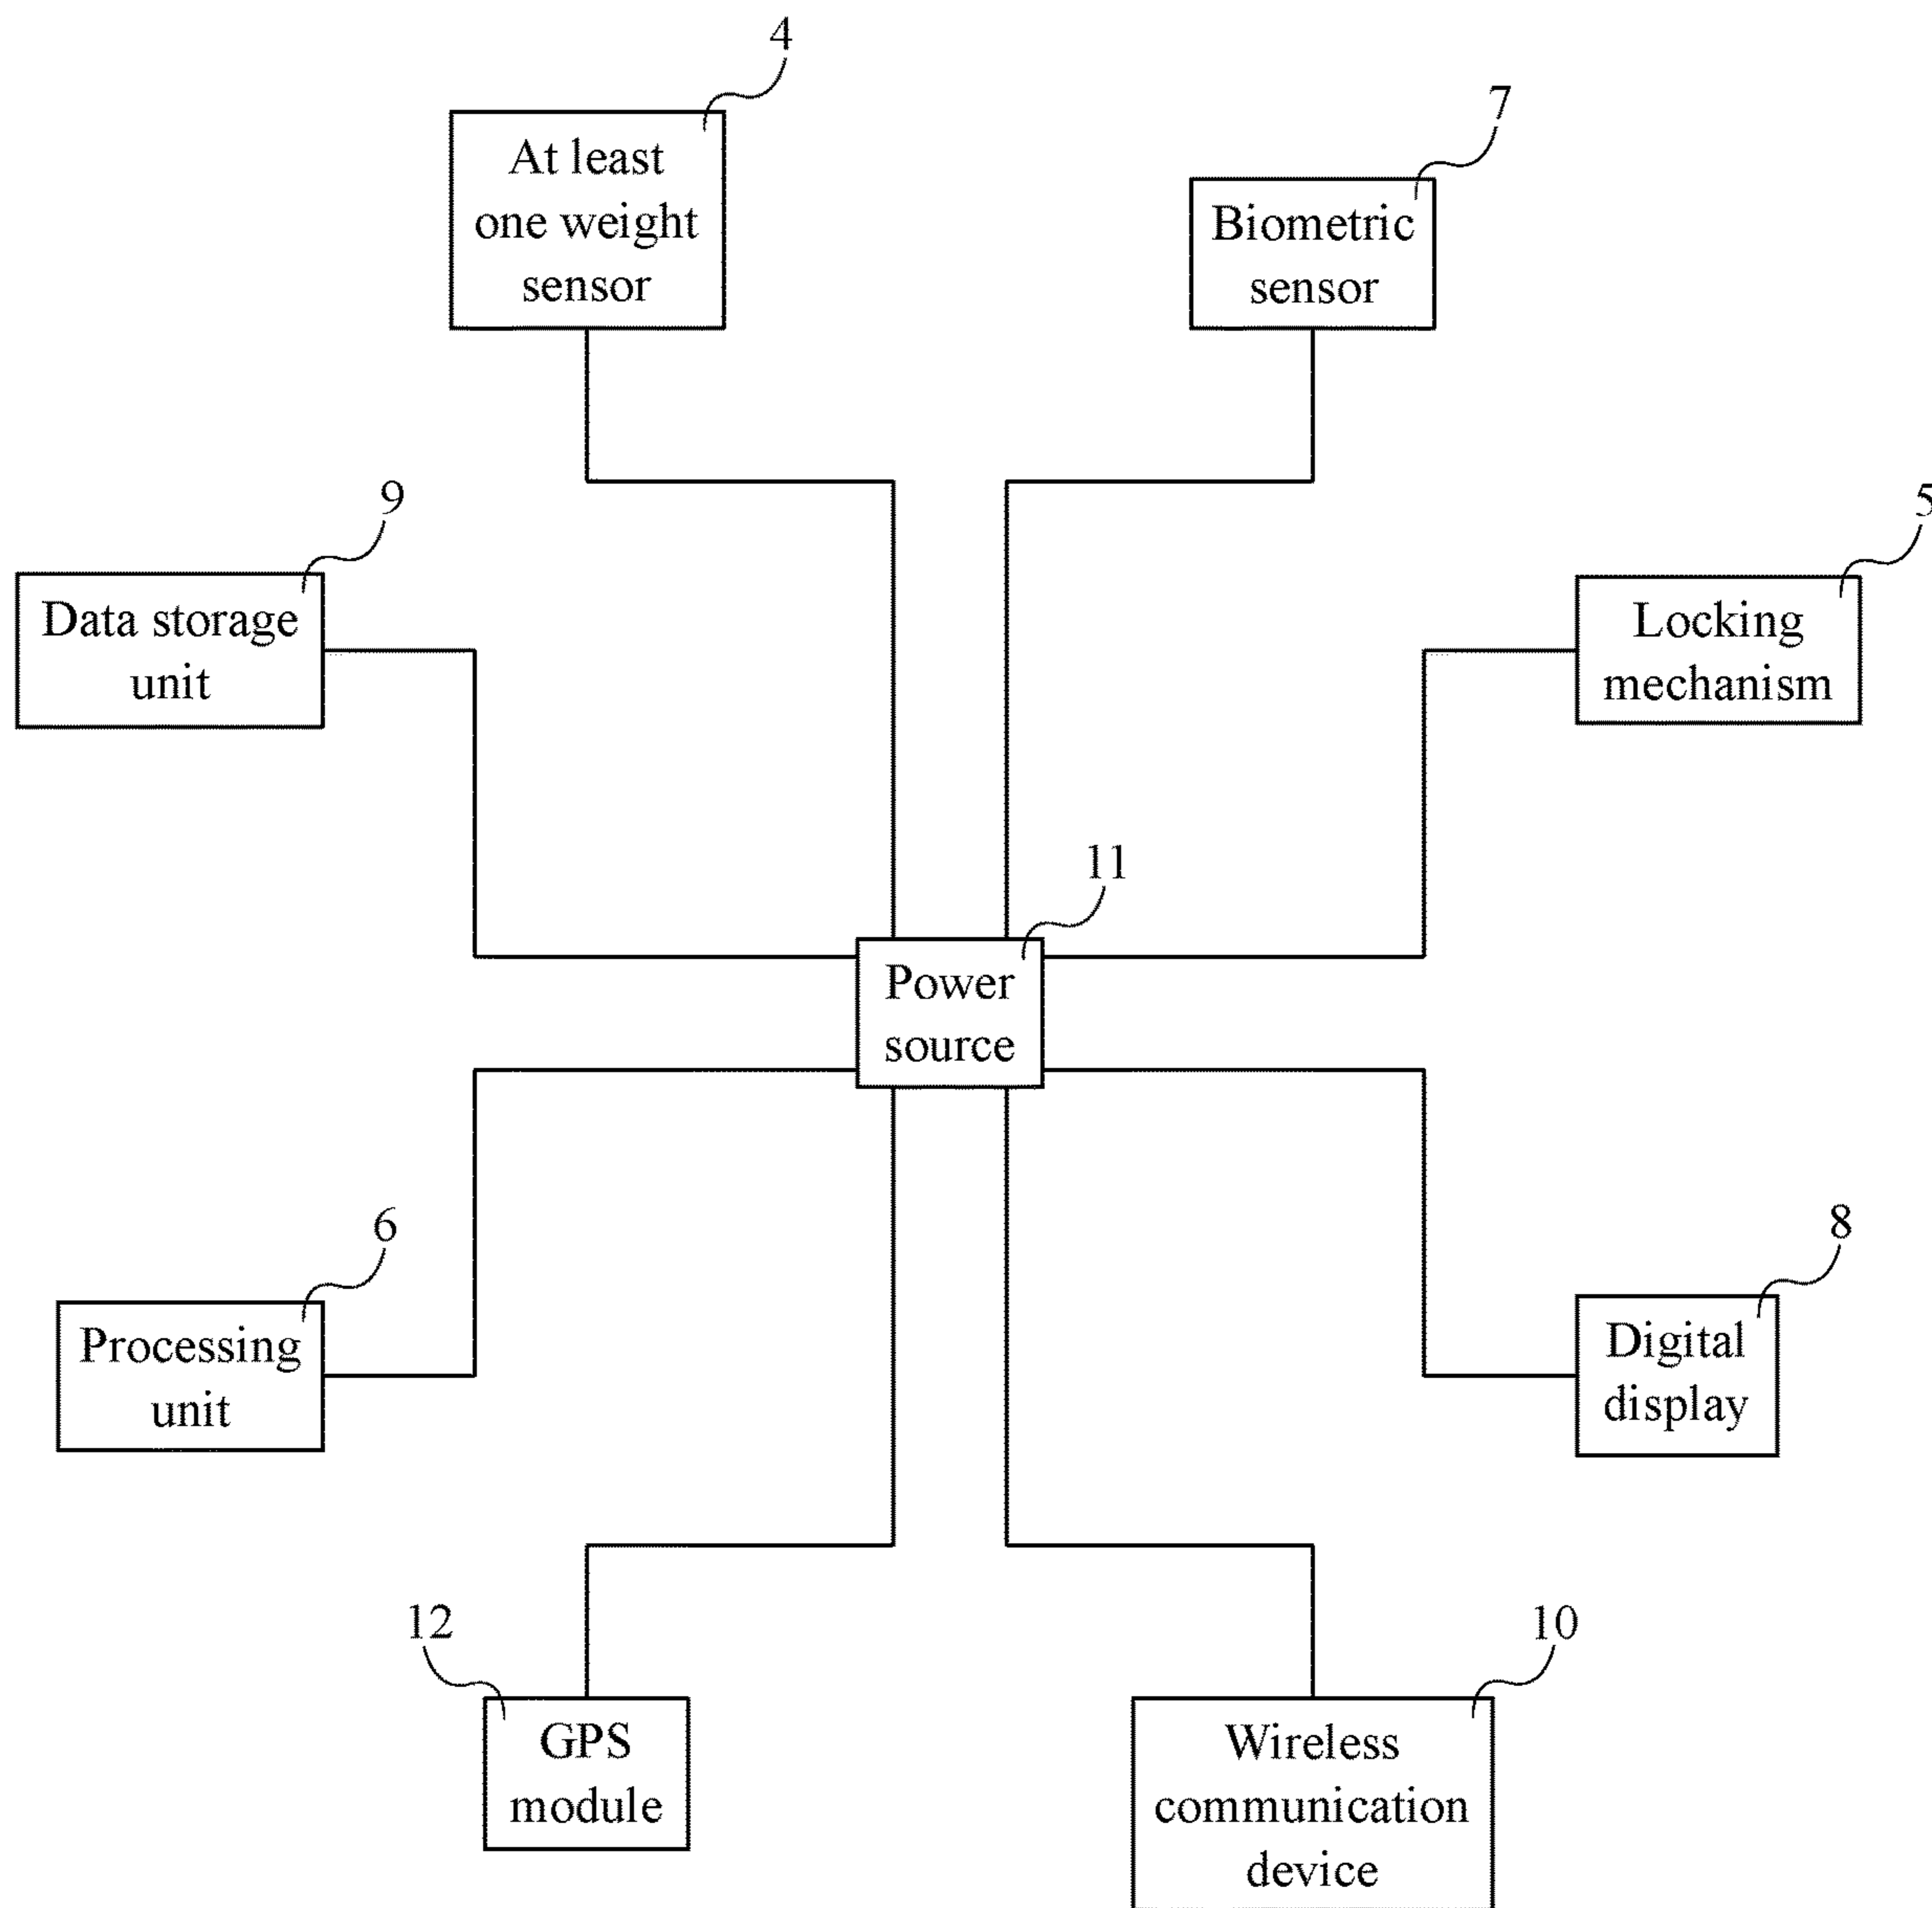 4
At least
one weight
sensor
7
Biometric
sensor
9
Data storage
unit
5
Locking
mechanism
11
Power
source
6
Processing
unit
8
Digital
display
12
GPS
module
10
Wireless
communication
device